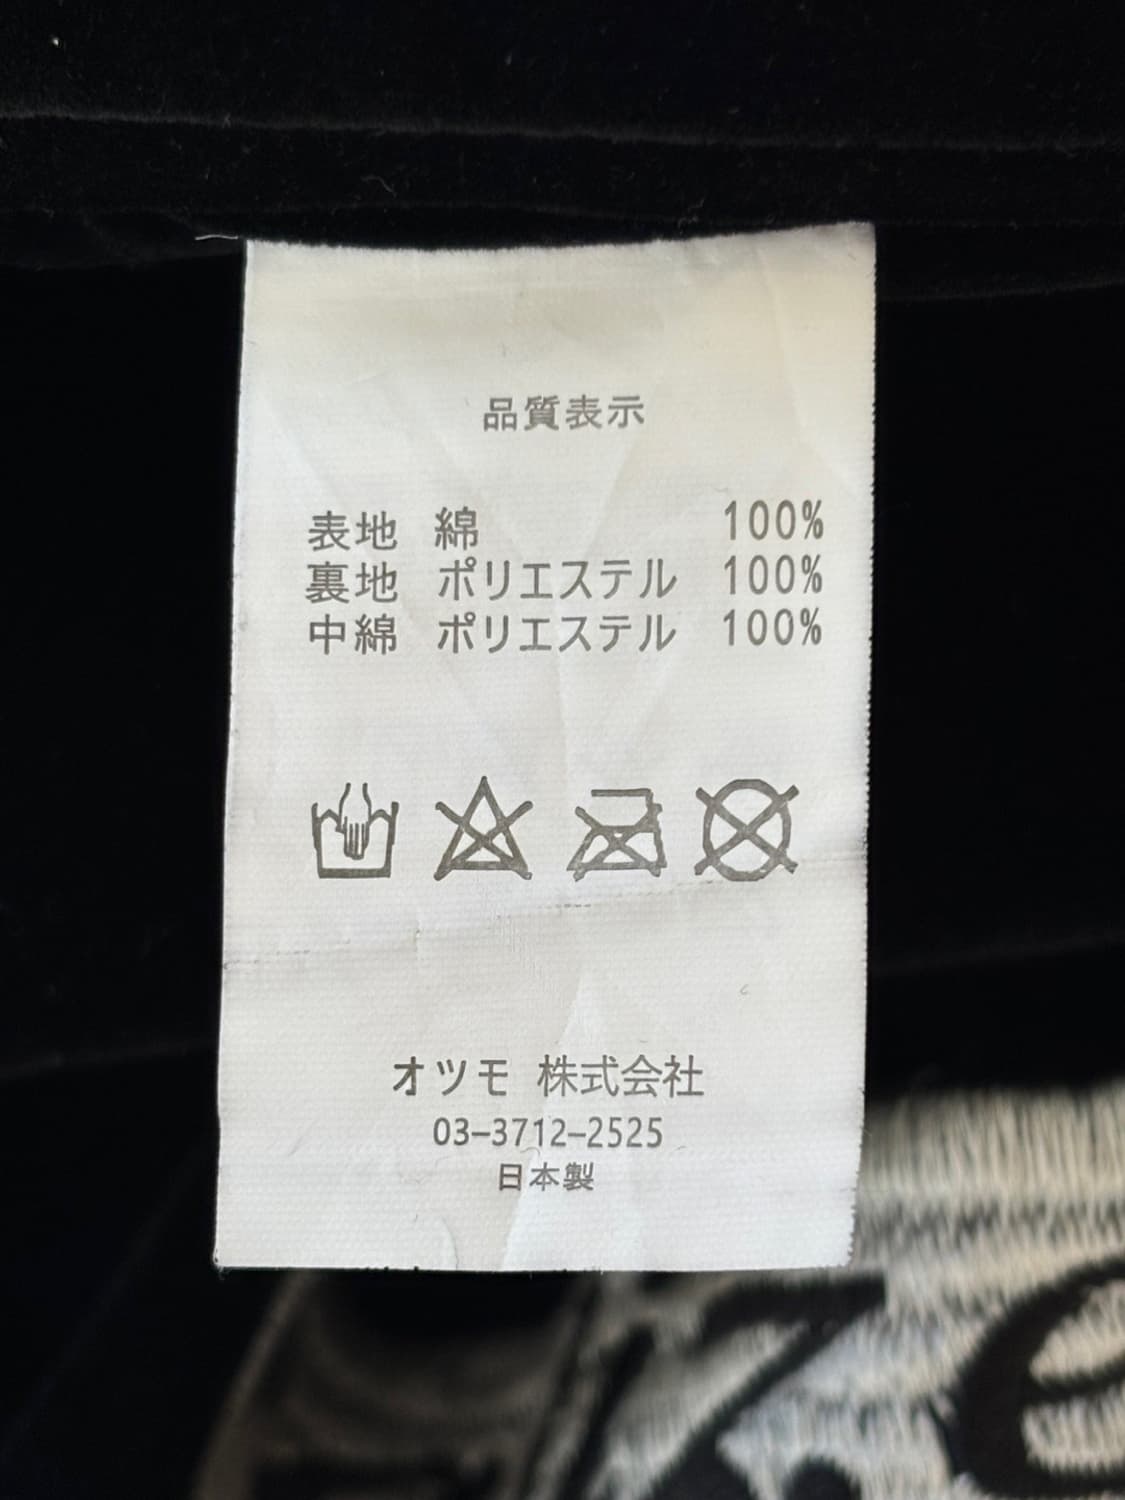 品質表示
表地 綿 100%
裏地 ポリエステル 100%
中綿 ポリエステル 100%
オツモ 株式会社
03-3712-2525
日本製